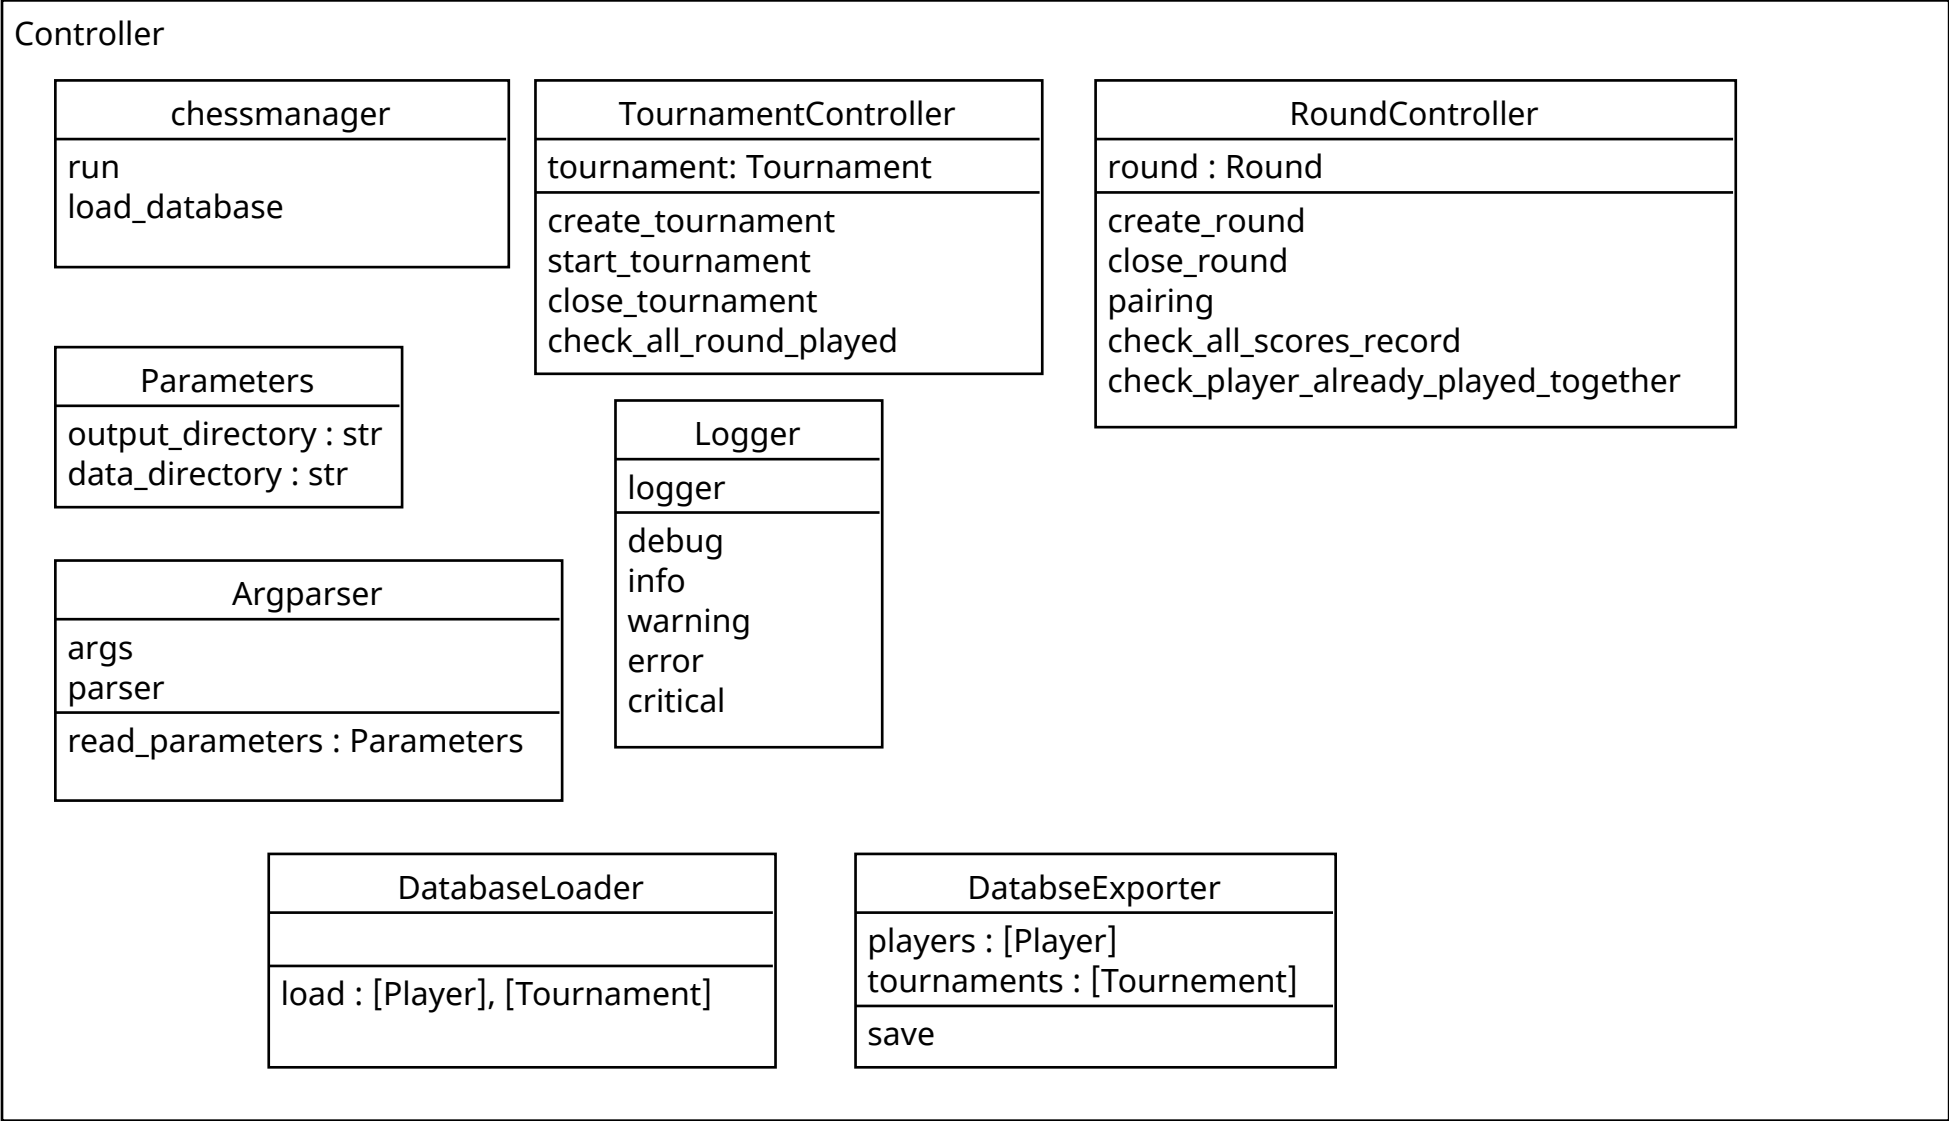 Controller
chessmanager
run
load_database
TournamentController
tournament: Tournament
create_tournament
start_tournament
close_tournament
check_all_round_played
RoundController
round : Round
create_round
close_round
pairing
check_all_scores_record
check_player_already_played_together
Parameters
output_directory : str
data_directory : str
Logger
logger
debug
info
warning
error
critical
Argparser
args
parser
read_parameters : Parameters
DatabaseLoader
load : [Player], [Tournament]
DatabseExporter
players : [Player]
tournaments : [Tournement]
save